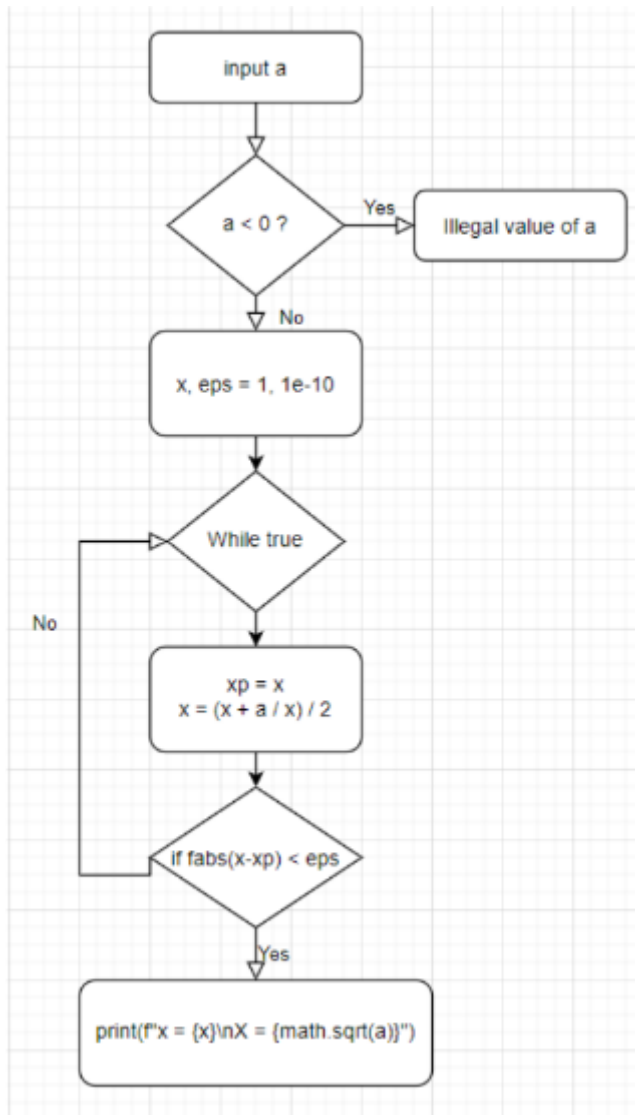 input a
a < 0 ?
Yes
Illegal value of a
No
x, eps = 1, 1e-10
While true
No
xp = x
x = (x + a / x) / 2
if fabs(x-xp) < eps
Yes
print(f"x = {x}\nX = {math.sqrt(a)}")